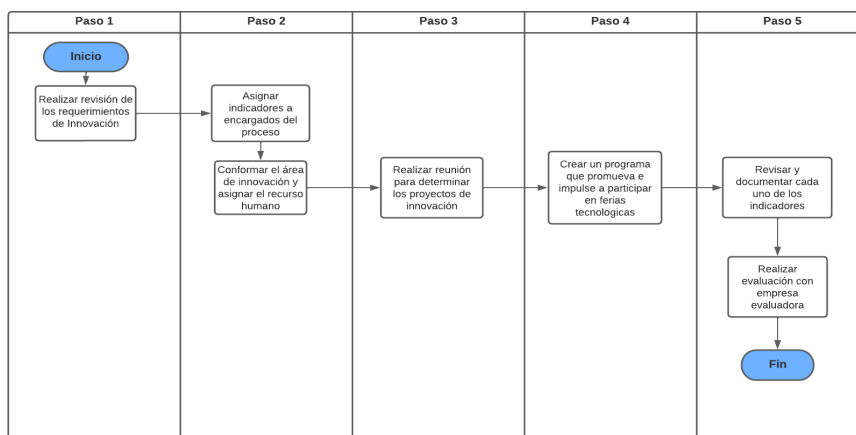 Paso 1
Paso 2
Paso 3
Paso 4
Paso 5
Inicio
Realizar revisión de
los requerimientos
de Innovación
Asignar
indicadores a
encargados del
proceso
Conformar el área
de innovación y
asignar el recurso
humano
Realizar reunión
para determinar
los proyectos de
innovación
Crear un programa
que promueva e
impulse a participar
en ferias
tecnologicas
Revisar y
documentar cada
uno de los
indicadores
Realizar
evaluación con
empresa
evaluadora
Fin